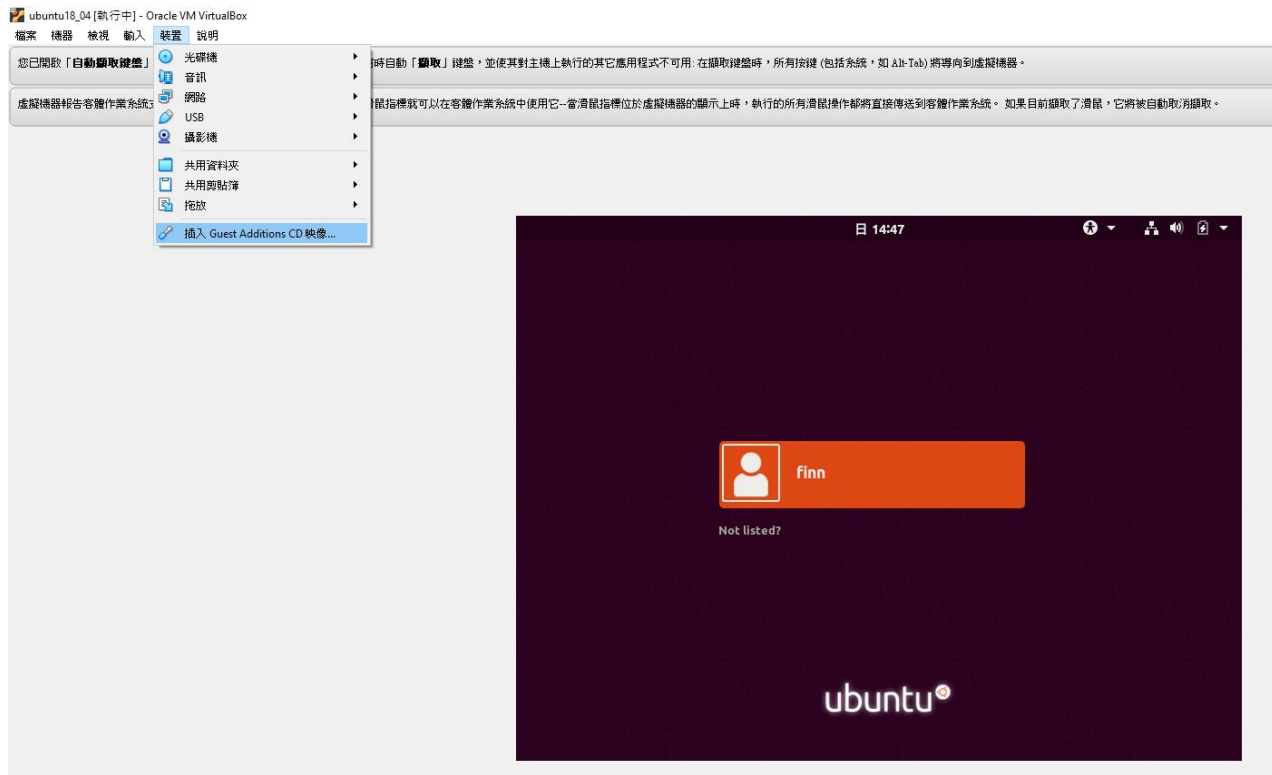 ubuntu18_04 [執行中] - Oracle VM VirtualBox
檔案 機器 檢視 輸入 裝置 說明
您已開啟「自動擷取鍵盤」 時自動「擷取」鍵盤，並使其對主機上執行的其它應用程式不可用: 在擷取鍵盤時，所有按鍵 (包括系統，如 Alt-Tab) 將導向到虛擬機器。
虛擬機器報告客體作業系統支 滑鼠指標就可以在客體作業系統中使用它--當滑鼠指標位於虛擬機器的顯示上時，執行的所有滑鼠操作都將直接傳送到客體作業系統。 如果目前擷取了滑鼠，它將被自動取消擷取。
光碟機
音訊
網路
USB
攝影機
共用資料夾
共用剪貼簿
拖放
插入 Guest Additions CD 映像...
日 14:47
finn
Not listed?
ubuntu